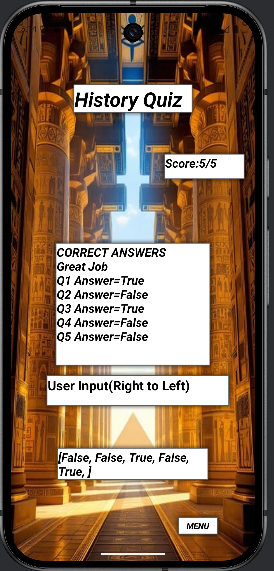 History Quiz
Score:5/5
CORRECT ANSWERS
Great Job
Q1 Answer=True
Q2 Answer=False
Q3 Answer=True
Q4 Answer=False
Q5 Answer=False
User Input(Right to Left)
[False, False, True, False,
True, ]
MENU